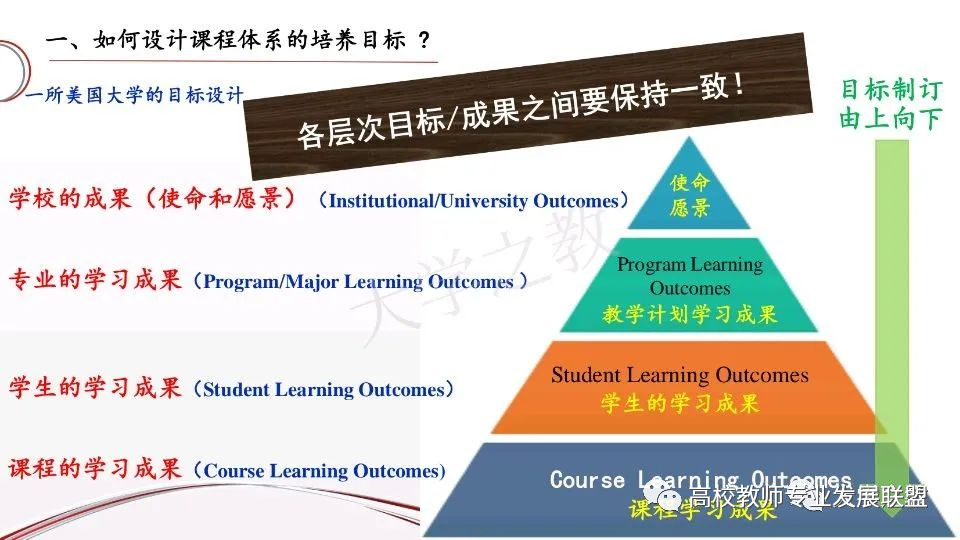 一、如何设计课程体系的培养目标 ?
一所美国大学的目标设计
各层次目标/成果之间要保持一致!
目标制订
由上向下
学校的成果（使命和愿景）（Institutional/University Outcomes）
使命
愿景
专业的学习成果（Program/Major Learning Outcomes ）
Program Learning
Outcomes
教学计划学习成果
学生的学习成果（Student Learning Outcomes）
Student Learning Outcomes
学生的学习成果
课程的学习成果（Course Learning Outcomes)
Course Learning Outcomes
课程学习成果
大学之教
高校教师专业发展联盟